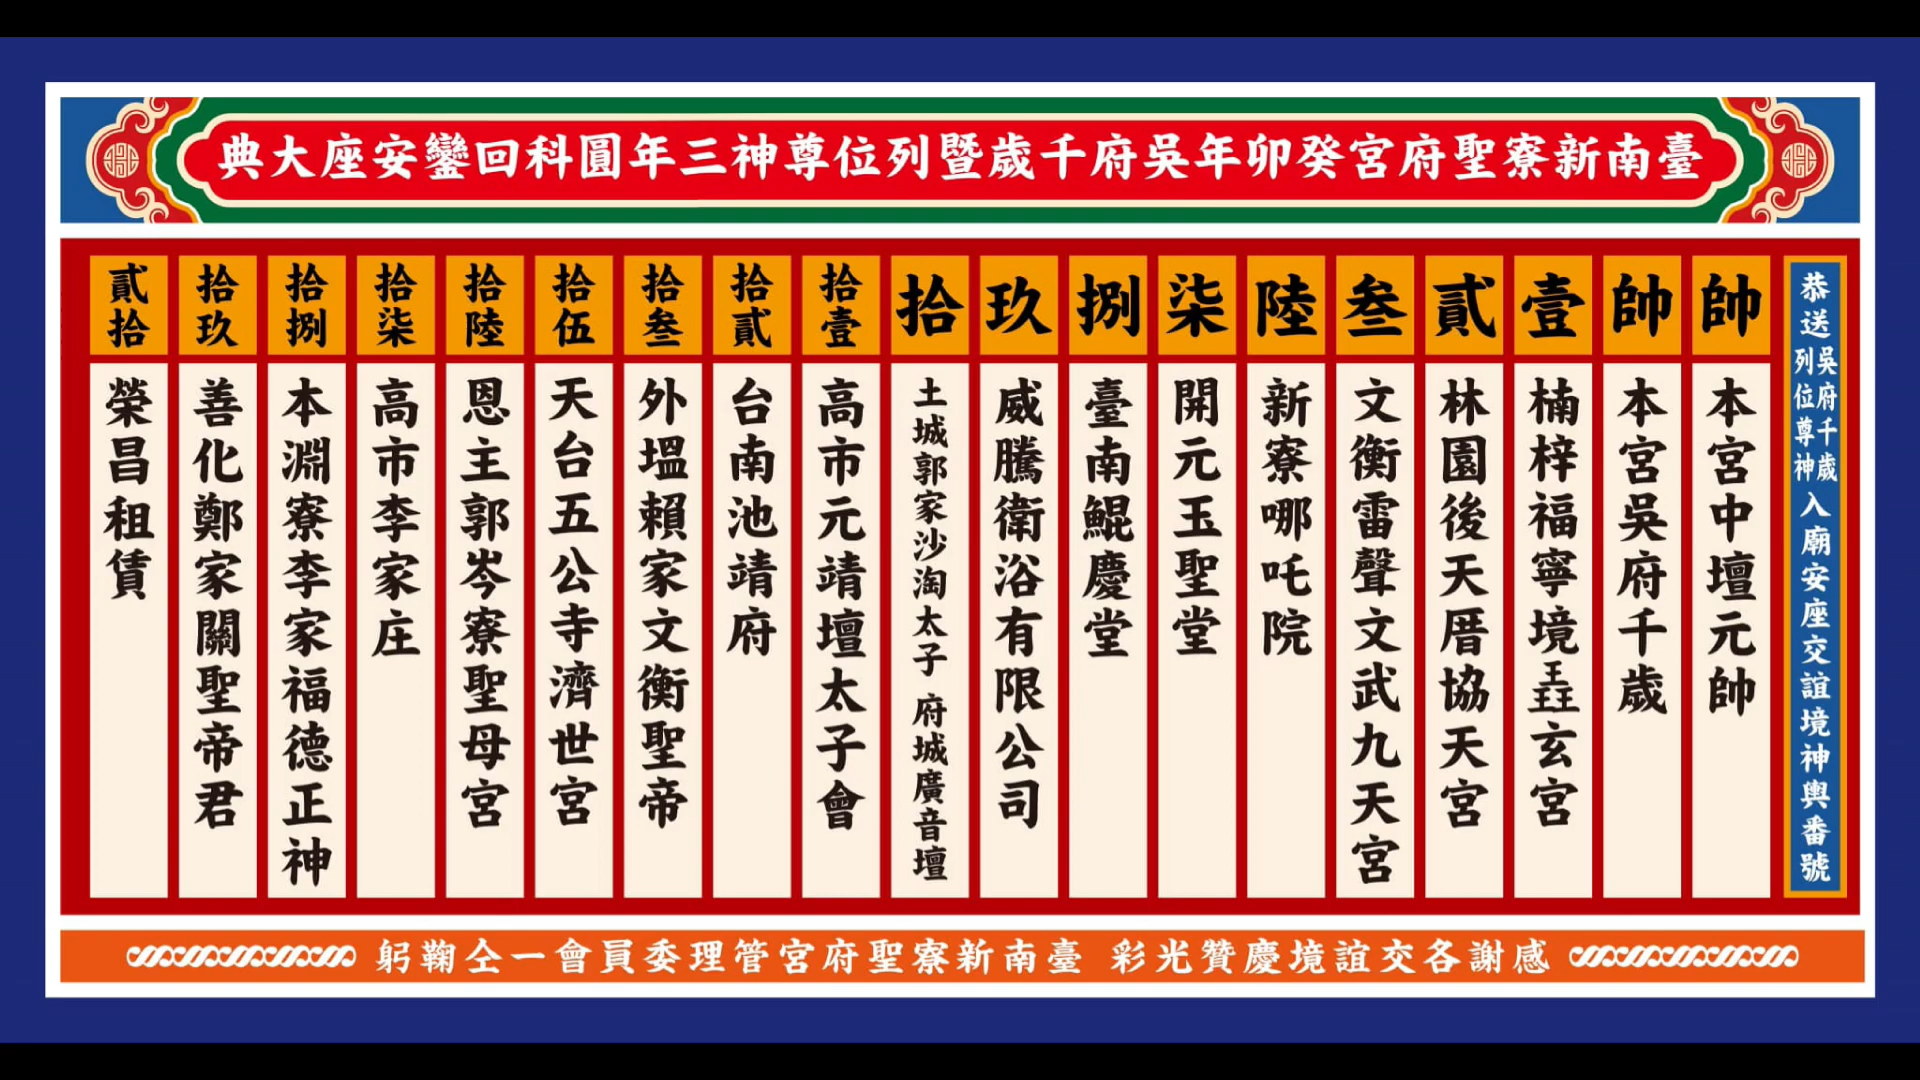 臺南新寮聖府宮癸卯年吳府千歲暨列位尊神三年圓科回鑾安座大典
恭送吳府千歲列位尊神入廟安座交誼境神輿番號
帥 本宮中壇元帥
帥 本宮吳府千歲
壹 楠梓福寧境玄宮
貳 林園後天厝協天宮
叁 文衡雷聲文武九天宮
陸 新寮哪吒院
柒 開元玉聖堂
捌 臺南鯤慶堂
玖 威騰衛浴有限公司
拾 土城郭家沙淘太子 府城廣音壇
拾壹 高市元靖壇太子會
拾貳 台南池靖府
拾叁 外塭賴家文衡聖帝
拾伍 天台五公寺濟世宮
拾陸 恩主郭岑寮聖母宮
拾柒 高市李家庄
拾捌 本淵寮李家福德正神
拾玖 善化鄭家關聖帝君
貳拾 榮昌租賃
感謝各交誼境慶贊光彩 臺南新寮聖府宮管理委員會一仝鞠躬